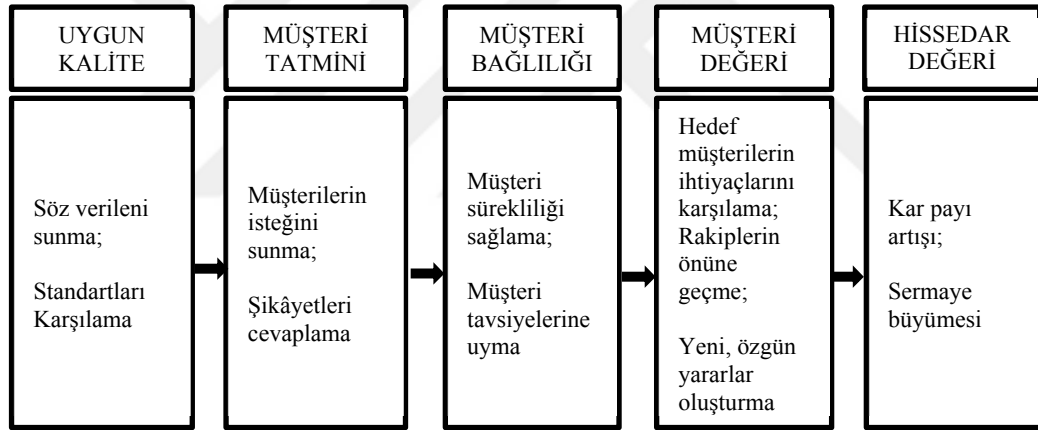 UYGUN
KALİTE
MÜŞTERİ
TATMİNİ
MÜŞTERİ
BAĞLILIĞI
MÜŞTERİ
DEĞERİ
HİSSEDAR
DEĞERİ
Söz verileni
sunma;
Standartları
Karşılama
Müşterilerin
isteğini
sunma;
Şikâyetleri
cevaplama
Müşteri
sürekliliği
sağlama;
Müşteri
tavsiyelerine
uyma
Hedef
müşterilerin
ihtiyaçlarını
karşılama;
Rakiplerin
önüne
geçme;
Yeni, özgün
yararlar
oluşturma
Kar payı
artışı;
Sermaye
büyümesi